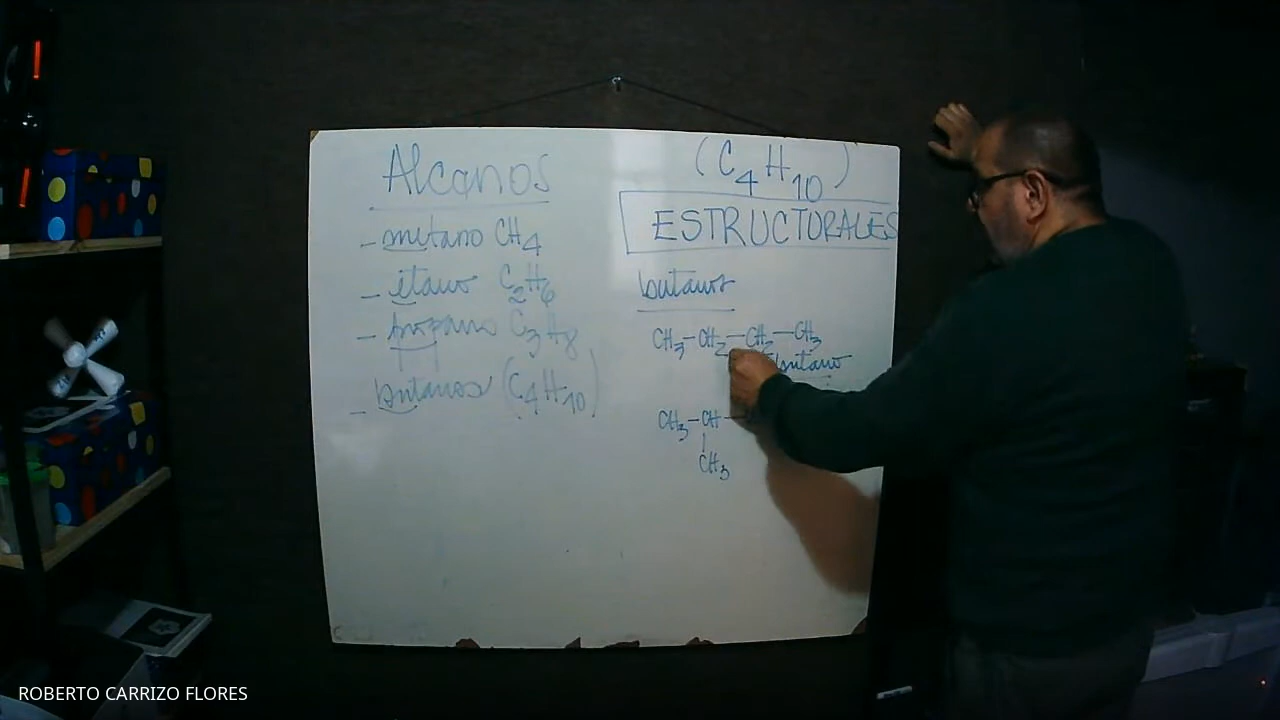 Alcanos
- metano CH4
- etano C2H6
- propano C3H8
- butanos (C4H10)
(C4H10)
ESTRUCTURALES
butanos
CH3-CH2-CH2-CH3
butano
CH3-CH-
|
CH3
ROBERTO CARRIZO FLORES